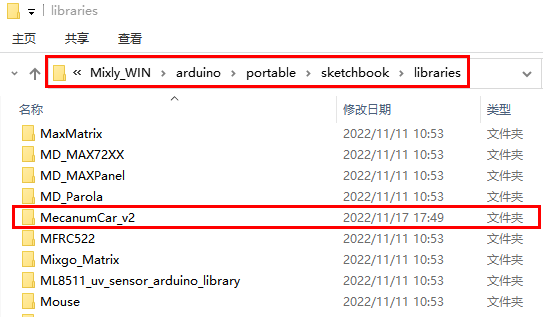 libraries
主页 共享 查看
« Mixly_WIN › arduino › portable › sketchbook › libraries
名称 修改日期 类型
MaxMatrix 2022/11/11 10:53 文件夹
MD_MAX72XX 2022/11/11 10:53 文件夹
MD_MAXPanel 2022/11/11 10:53 文件夹
MD_Parola 2022/11/11 10:53 文件夹
MecanumCar_v2 2022/11/17 17:49 文件夹
MFRC522 2022/11/11 10:53 文件夹
Mixgo_Matrix 2022/11/11 10:53 文件夹
ML8511_uv_sensor_arduino_library 2022/11/11 10:53 文件夹
Mouse 2022/11/11 10:53 文件夹